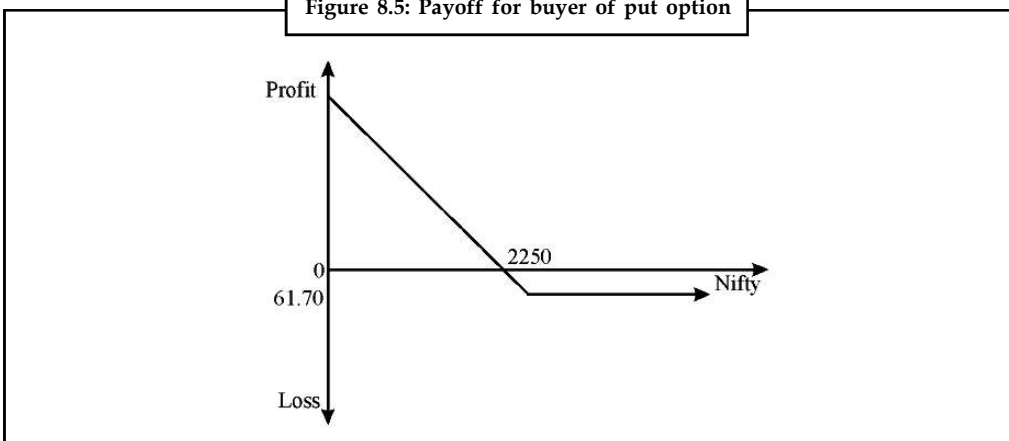 Figure 8.5: Payoff for buyer of put option
Profit
2250
0
Nifty
61.70
Loss